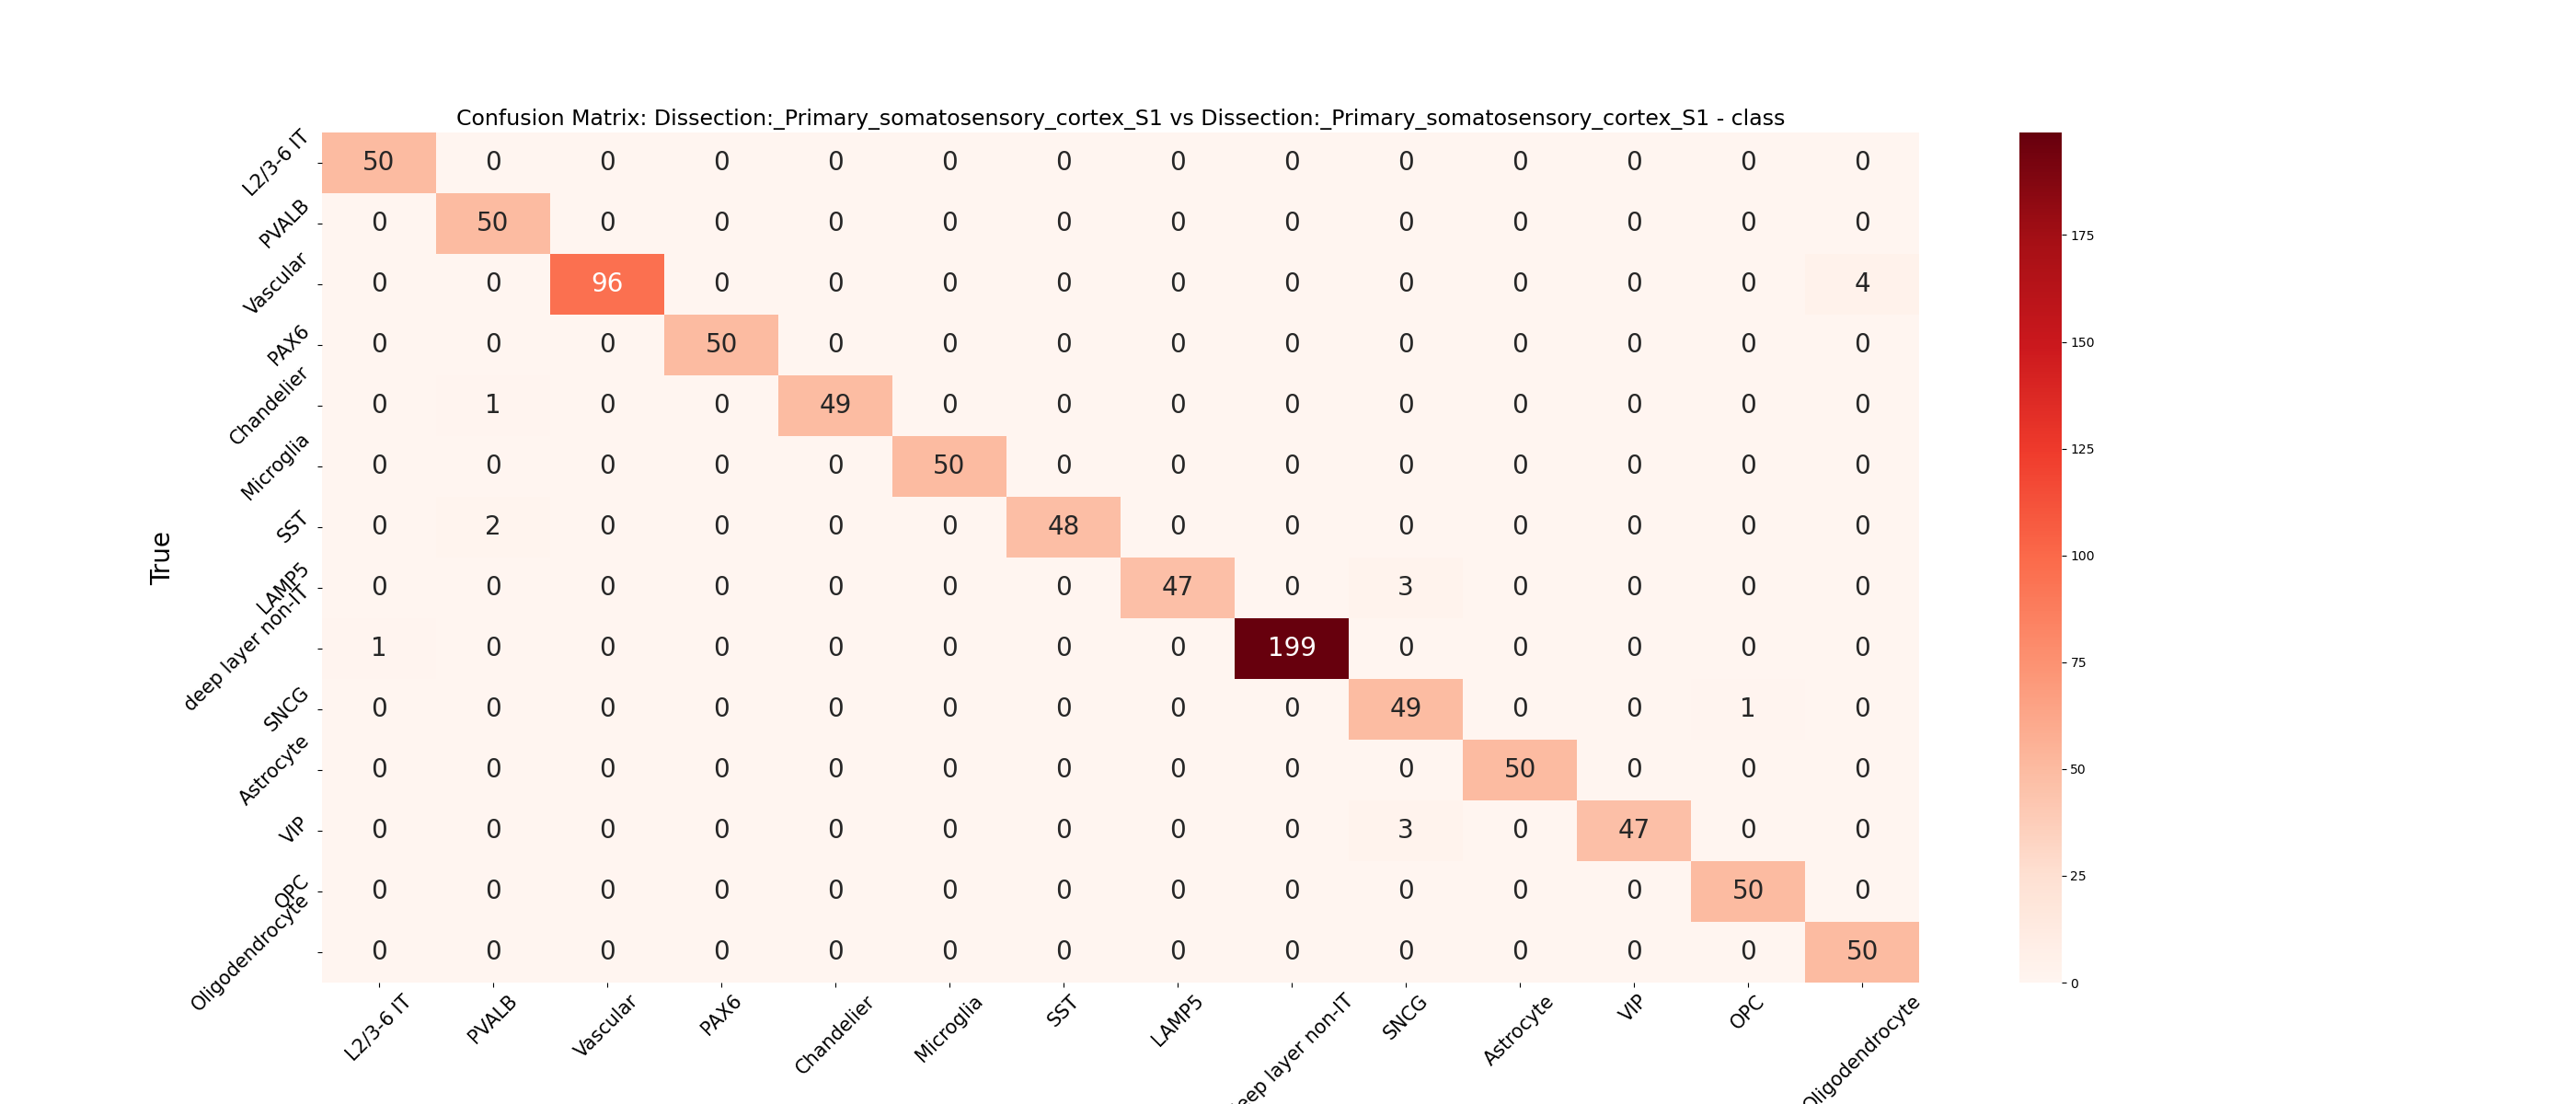 Confusion Matrix: Dissection:_Primary_somatosensory_cortex_S1 vs Dissection:_Primary_somatosensory_cortex_S1 - class
True
L2/3-6 IT 50 0 0 0 0 0 0 0 0 0 0 0 0 0
PVALB 0 50 0 0 0 0 0 0 0 0 0 0 0 0
Vascular 0 0 96 0 0 0 0 0 0 0 0 0 0 4
PAX6 0 0 0 50 0 0 0 0 0 0 0 0 0 0
Chandelier 0 1 0 0 49 0 0 0 0 0 0 0 0 0
Microglia 0 0 0 0 0 50 0 0 0 0 0 0 0 0
SST 0 2 0 0 0 0 48 0 0 0 0 0 0 0
LAMP5 0 0 0 0 0 0 0 47 0 3 0 0 0 0
deep layer non-IT 1 0 0 0 0 0 0 0 199 0 0 0 0 0
SNCG 0 0 0 0 0 0 0 0 0 49 0 0 1 0
Astrocyte 0 0 0 0 0 0 0 0 0 0 50 0 0 0
VIP 0 0 0 0 0 0 0 0 0 3 0 47 0 0
OPC 0 0 0 0 0 0 0 0 0 0 0 0 50 0
Oligodendrocyte 0 0 0 0 0 0 0 0 0 0 0 0 0 50
L2/3-6 IT PVALB Vascular PAX6 Chandelier Microglia SST LAMP5 eep layer non-IT SNCG Astrocyte VIP OPC Oligodendrocyte
175
150
125
100
75
50
25
0